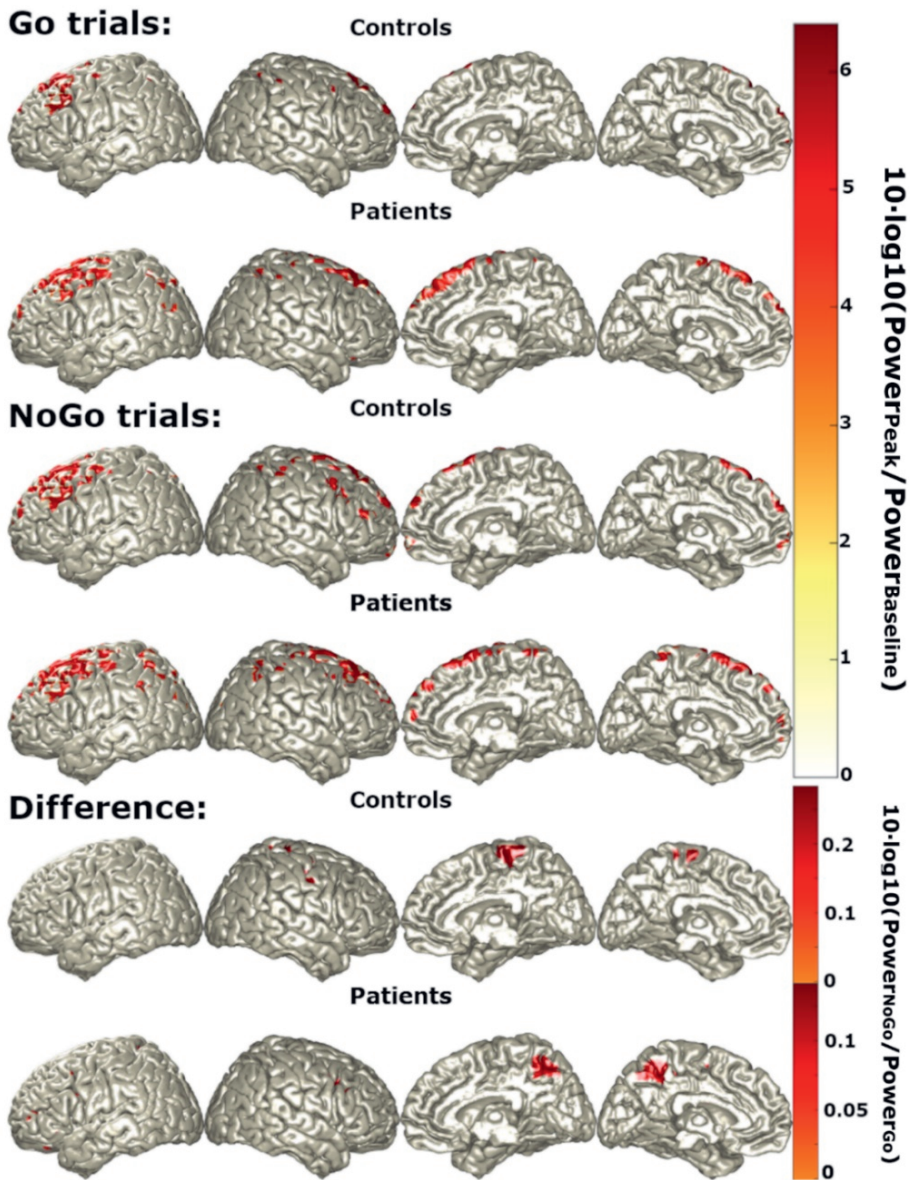 Go trials:
Controls
Patients
NoGo trials:
Controls
Patients
Difference:
Controls
Patients
6
5
4
3
2
1
0
10·log10(PowerPeak/PowerBaseline)
0.2
0.1
0
0.1
0.05
0
10·log10(PowerNoGo/PowerGo)